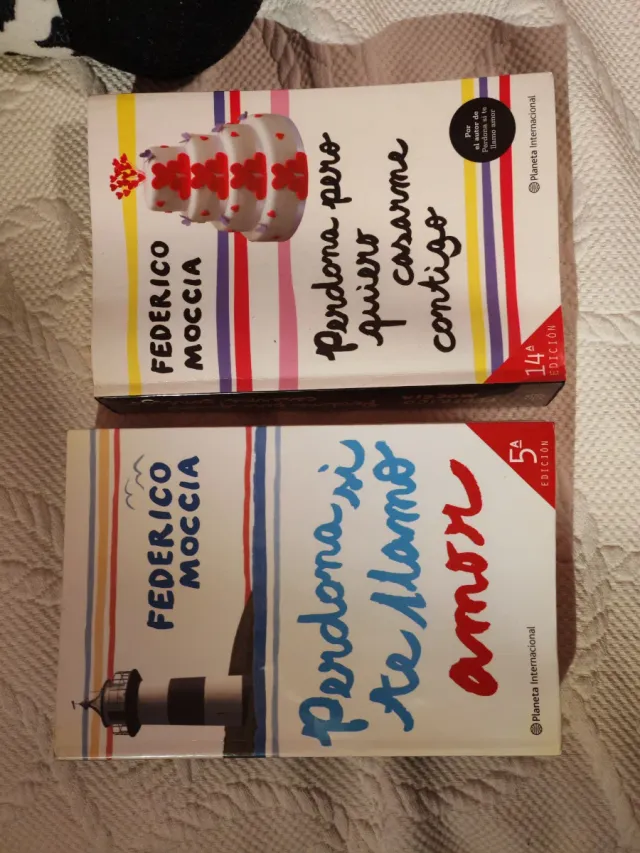 FEDERICO
MOCCIA
Perdona pero
quiero
casarme
contigo
Por
el autor de
Perdona si te
llamo amor
Planeta Internacional
14ª
EDICIÓN
FEDERICO
MOCCIA
Perdona si
te llamo
amor
5ª
EDICIÓN
Planeta Internacional